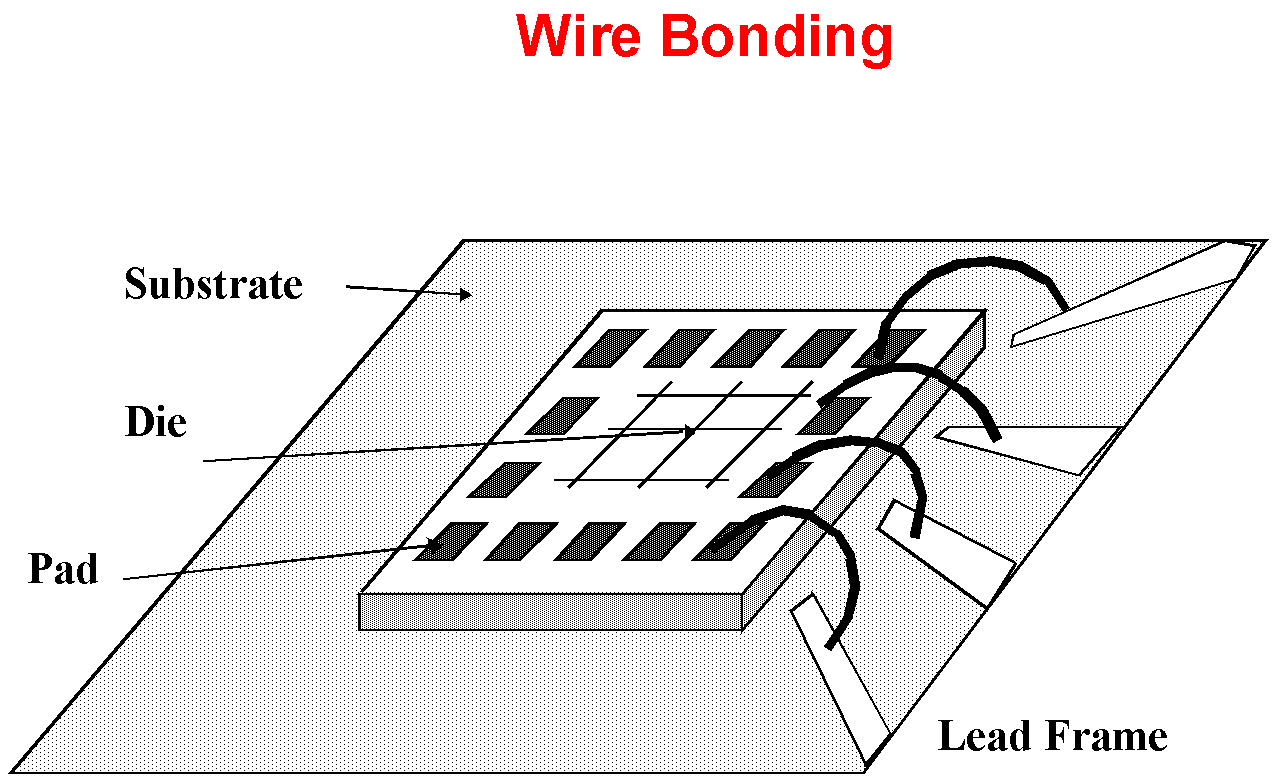 Wire Bonding
Substrate
Die
Pad
Lead Frame